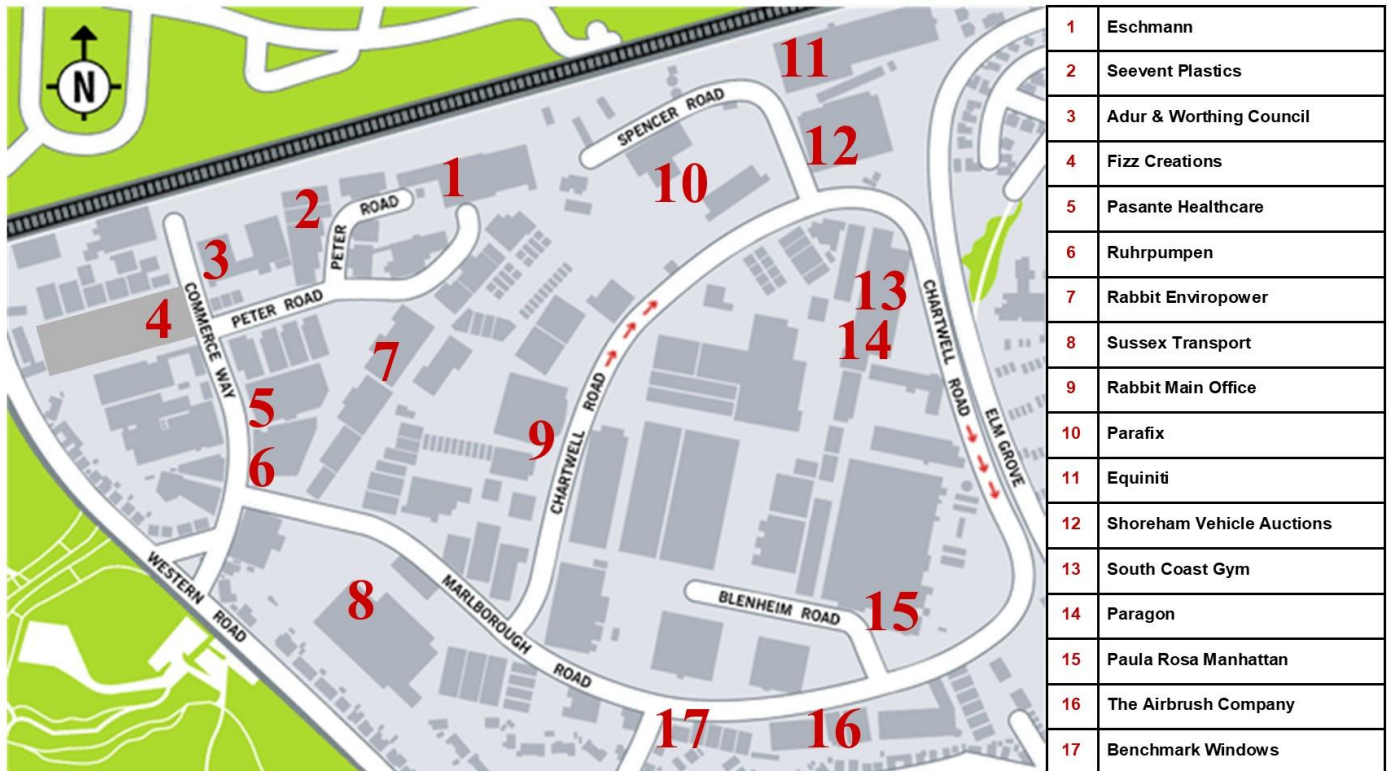 N
SPENCER ROAD
11
12
10
1
2
ROAD
PETER
3
COMMERCE WAY
PETER ROAD
4
13
14
CHARTWELL ROAD
ELM GROVE
7
5
6
9
CHARTWELL ROAD
WESTERN ROAD
8
MARLBOROUGH ROAD
BLENHEIM ROAD
15
17
16
1 Eschmann
2 Seevent Plastics
3 Adur & Worthing Council
4 Fizz Creations
5 Pasante Healthcare
6 Ruhrpumpen
7 Rabbit Enviropower
8 Sussex Transport
9 Rabbit Main Office
10 Parafix
11 Equiniti
12 Shoreham Vehicle Auctions
13 South Coast Gym
14 Paragon
15 Paula Rosa Manhattan
16 The Airbrush Company
17 Benchmark Windows